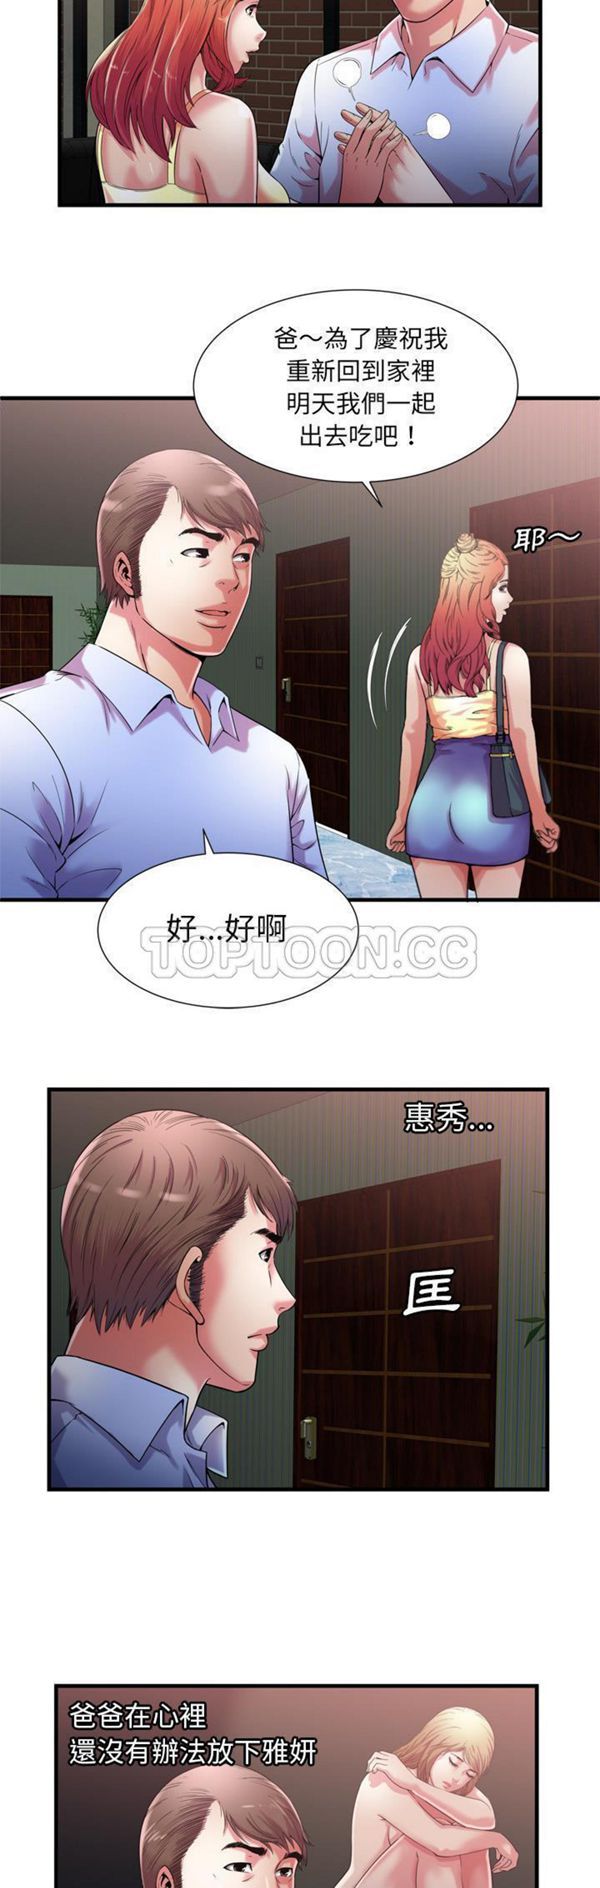 爸～為了慶祝我
重新回到家裡
明天我們一起
出去吃吧！
耶～
好...好啊
TOPTOON.CC
惠秀...
匡
爸爸在心裡
還沒有辦法放下雅妍